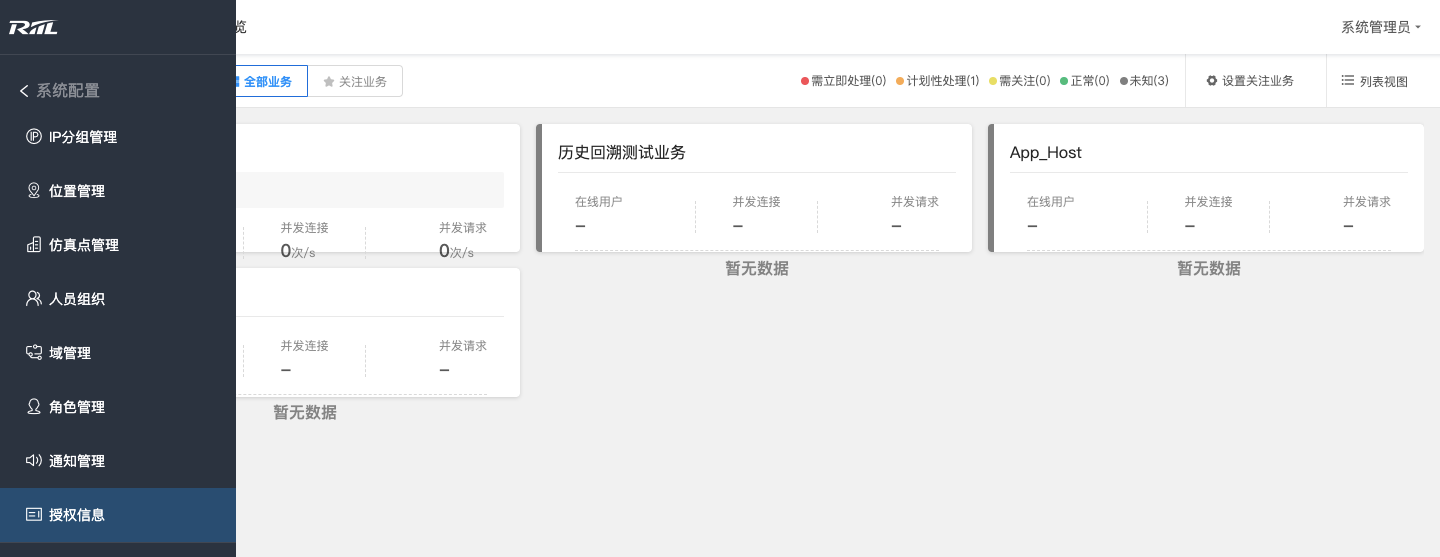 RIIL
览
系统管理员
系统配置
IP分组管理
位置管理
仿真点管理
人员组织
域管理
角色管理
通知管理
授权信息
全部业务
关注业务
需立即处理(0)
计划性处理(1)
需关注(0)
正常(0)
未知(3)
设置关注业务
列表视图
并发连接
并发请求
0次/s
0次/s
历史回溯测试业务
在线用户
并发连接
并发请求
–
–
–
暂无数据
App_Host
在线用户
并发连接
并发请求
–
–
–
暂无数据
并发连接
并发请求
–
–
暂无数据